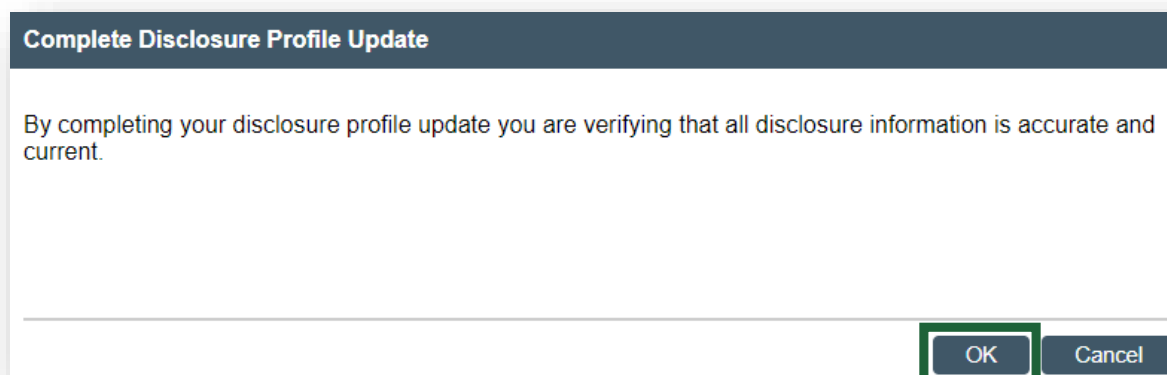 Complete Disclosure Profile Update
By completing your disclosure profile update you are verifying that all disclosure information is accurate and
current.
OK
Cancel